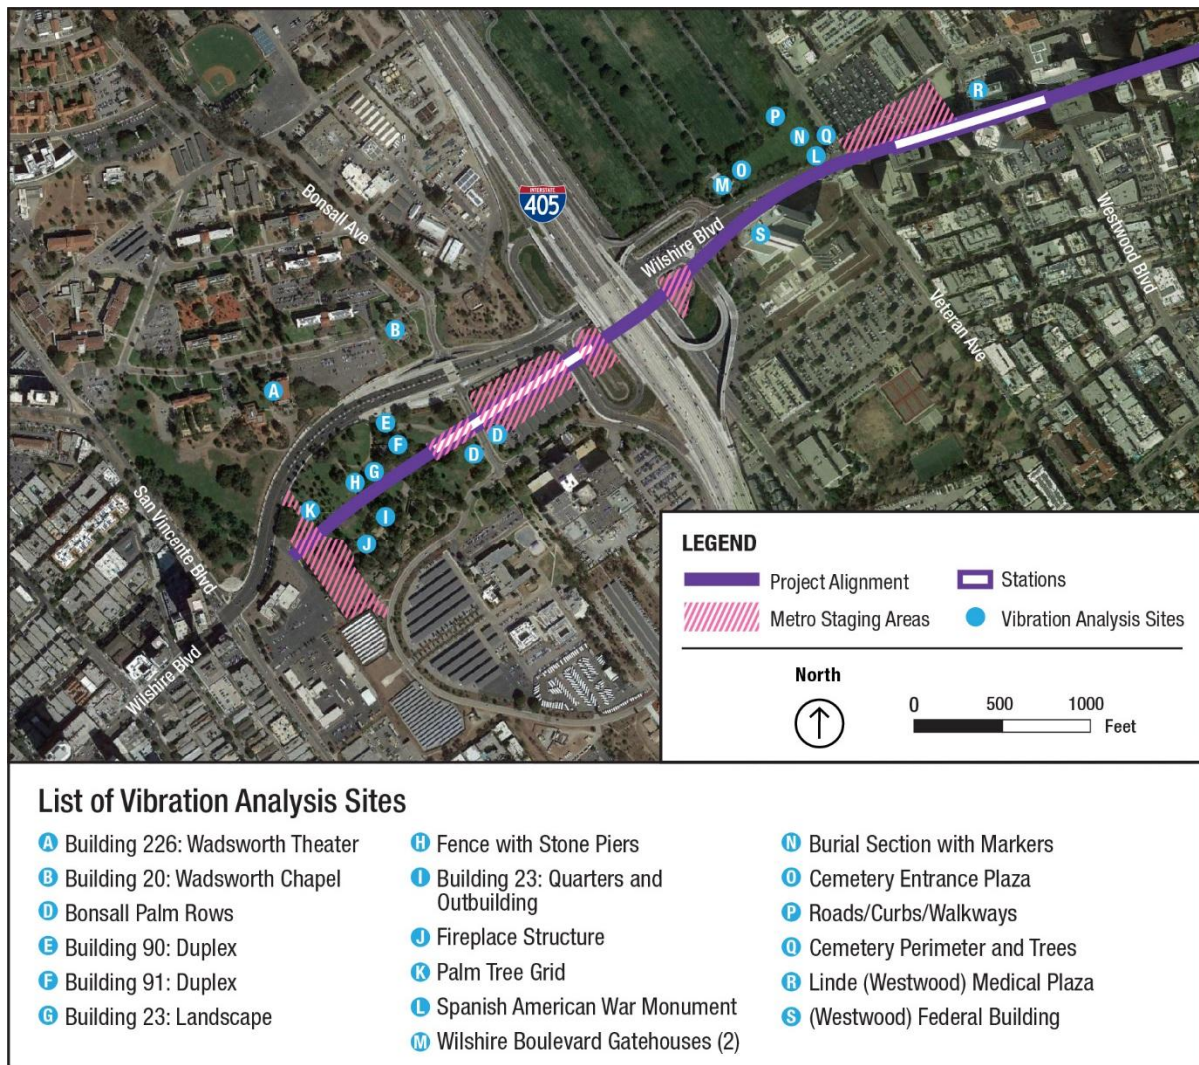 P
N
Q
L
O
M
R
S
INTERSTATE
405
Bonsall Ave
Wilshire Blvd
Westwood Blvd
Veteran Ave
B
A
E
F
D
D
G
H
K
I
J
San Vincente Blvd
Wilshire Blvd
LEGEND
Project Alignment
Stations
Metro Staging Areas
Vibration Analysis Sites
North
0 500 1000
Feet
List of Vibration Analysis Sites
A Building 226: Wadsworth Theater
B Building 20: Wadsworth Chapel
D Bonsall Palm Rows
E Building 90: Duplex
F Building 91: Duplex
G Building 23: Landscape
H Fence with Stone Piers
I Building 23: Quarters and
Outbuilding
J Fireplace Structure
K Palm Tree Grid
L Spanish American War Monument
M Wilshire Boulevard Gatehouses (2)
N Burial Section with Markers
O Cemetery Entrance Plaza
P Roads/Curbs/Walkways
Q Cemetery Perimeter and Trees
R Linde (Westwood) Medical Plaza
S (Westwood) Federal Building